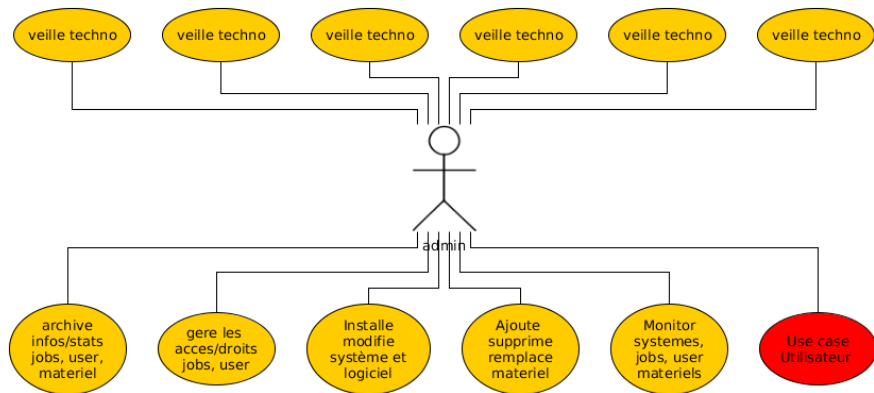 veille techno
veille techno
veille techno
veille techno
veille techno
veille techno
admin
archive
infos/stats
jobs, user,
materiel
gere les
acces/droits
jobs, user
Installe
modifie
système et
logiciel
Ajoute
supprime
remplace
materiel
Monitor
systemes,
jobs, user
materiels
Use case
Utilisateur